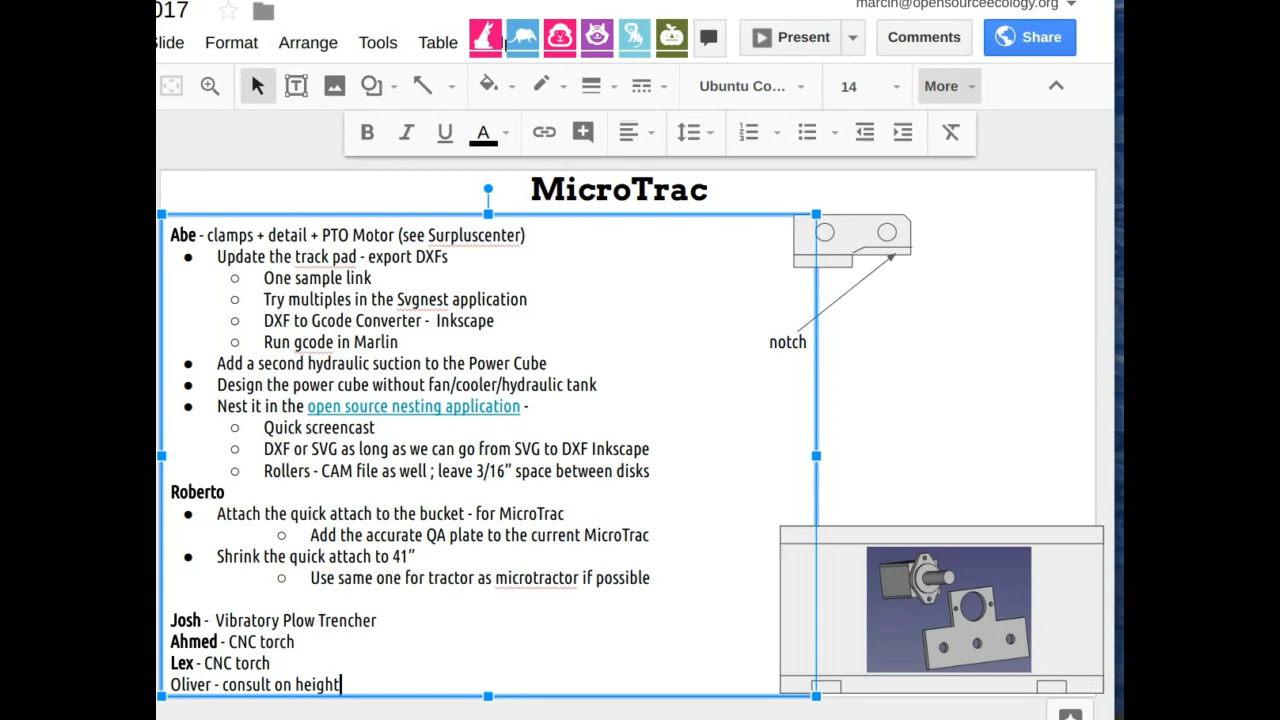 017
marcin@opensourceecology.org
Slide Format Arrange Tools Table
Present
Comments
Share
Ubuntu Co...
14
More
B I U A
MicroTrac
Abe - clamps + detail + PTO Motor (see Surpluscenter)
● Update the track pad - export DXFs
○ One sample link
○ Try multiples in the Svgnest application
○ DXF to Gcode Converter - Inkscape
○ Run gcode in Marlin
notch
● Add a second hydraulic suction to the Power Cube
● Design the power cube without fan/cooler/hydraulic tank
● Nest it in the open source nesting application -
○ Quick screencast
○ DXF or SVG as long as we can go from SVG to DXF Inkscape
○ Rollers - CAM file as well ; leave 3/16” space between disks
Roberto
● Attach the quick attach to the bucket - for MicroTrac
○ Add the accurate QA plate to the current MicroTrac
● Shrink the quick attach to 41”
○ Use same one for tractor as microtractor if possible
Josh - Vibratory Plow Trencher
Ahmed - CNC torch
Lex - CNC torch
Oliver - consult on height